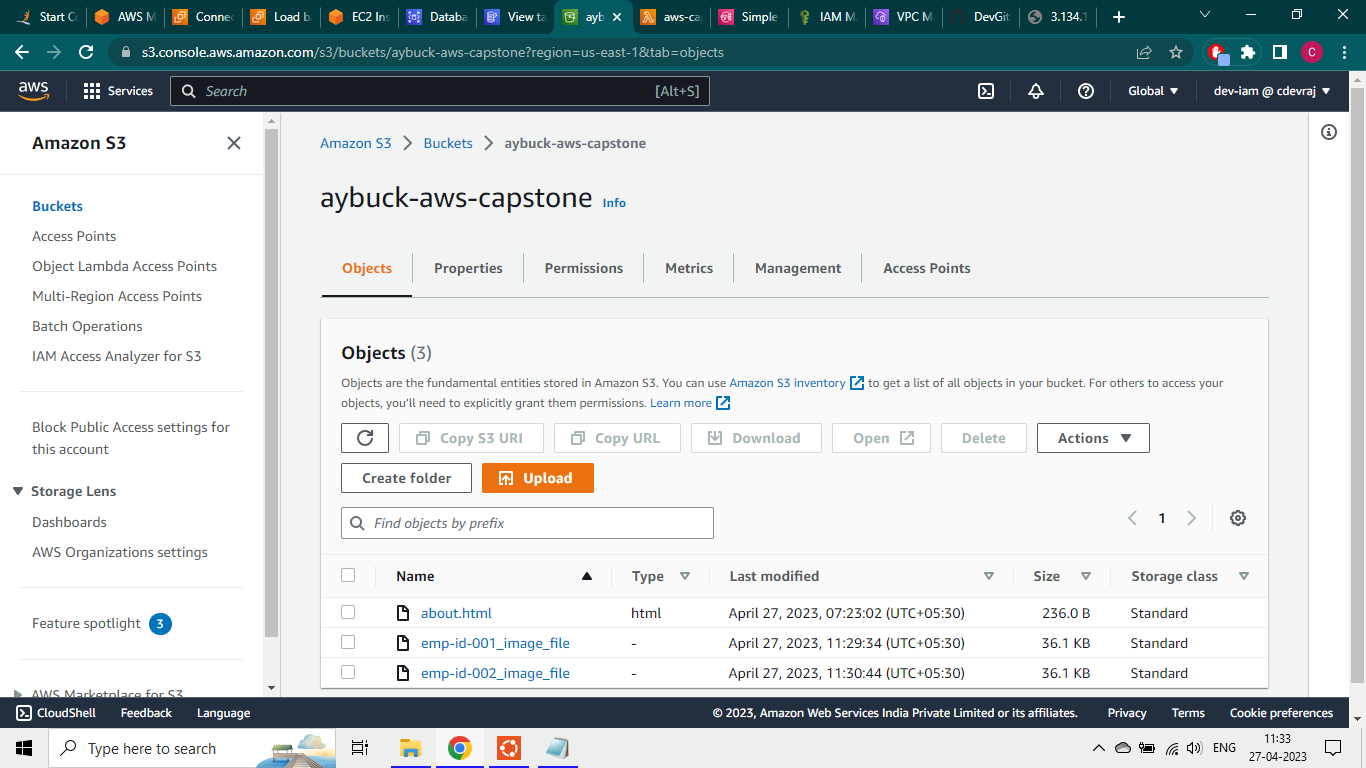 Start Co
AWS M
Connec
Load b
EC2 Ins
Databa
View ta
ayb
aws-cap
Simple
IAM M
VPC M
DevGit
3.134.1
s3.console.aws.amazon.com/s3/buckets/aybuck-aws-capstone?region=us-east-1&tab=objects
C
aws
Services
Search
[Alt+S]
Global
dev-iam @ cdevraj
Amazon S3
Buckets
Access Points
Object Lambda Access Points
Multi-Region Access Points
Batch Operations
IAM Access Analyzer for S3
Block Public Access settings for
this account
Storage Lens
Dashboards
AWS Organizations settings
Feature spotlight 3
AWS Marketplace for S3
Amazon S3 > Buckets > aybuck-aws-capstone
aybuck-aws-capstone Info
Objects
Properties
Permissions
Metrics
Management
Access Points
Objects (3)
Objects are the fundamental entities stored in Amazon S3. You can use Amazon S3 inventory to get a list of all objects in your bucket. For others to access your
objects, you'll need to explicitly grant them permissions. Learn more
Copy S3 URI
Copy URL
Download
Open
Delete
Actions
Create folder
Upload
Find objects by prefix
1
Name Type Last modified Size Storage class
about.html html April 27, 2023, 07:23:02 (UTC+05:30) 236.0 B Standard
emp-id-001_image_file - April 27, 2023, 11:29:34 (UTC+05:30) 36.1 KB Standard
emp-id-002_image_file - April 27, 2023, 11:30:44 (UTC+05:30) 36.1 KB Standard
CloudShell
Feedback
Language
© 2023, Amazon Web Services India Private Limited or its affiliates.
Privacy
Terms
Cookie preferences
Type here to search
ENG
11:33
27-04-2023